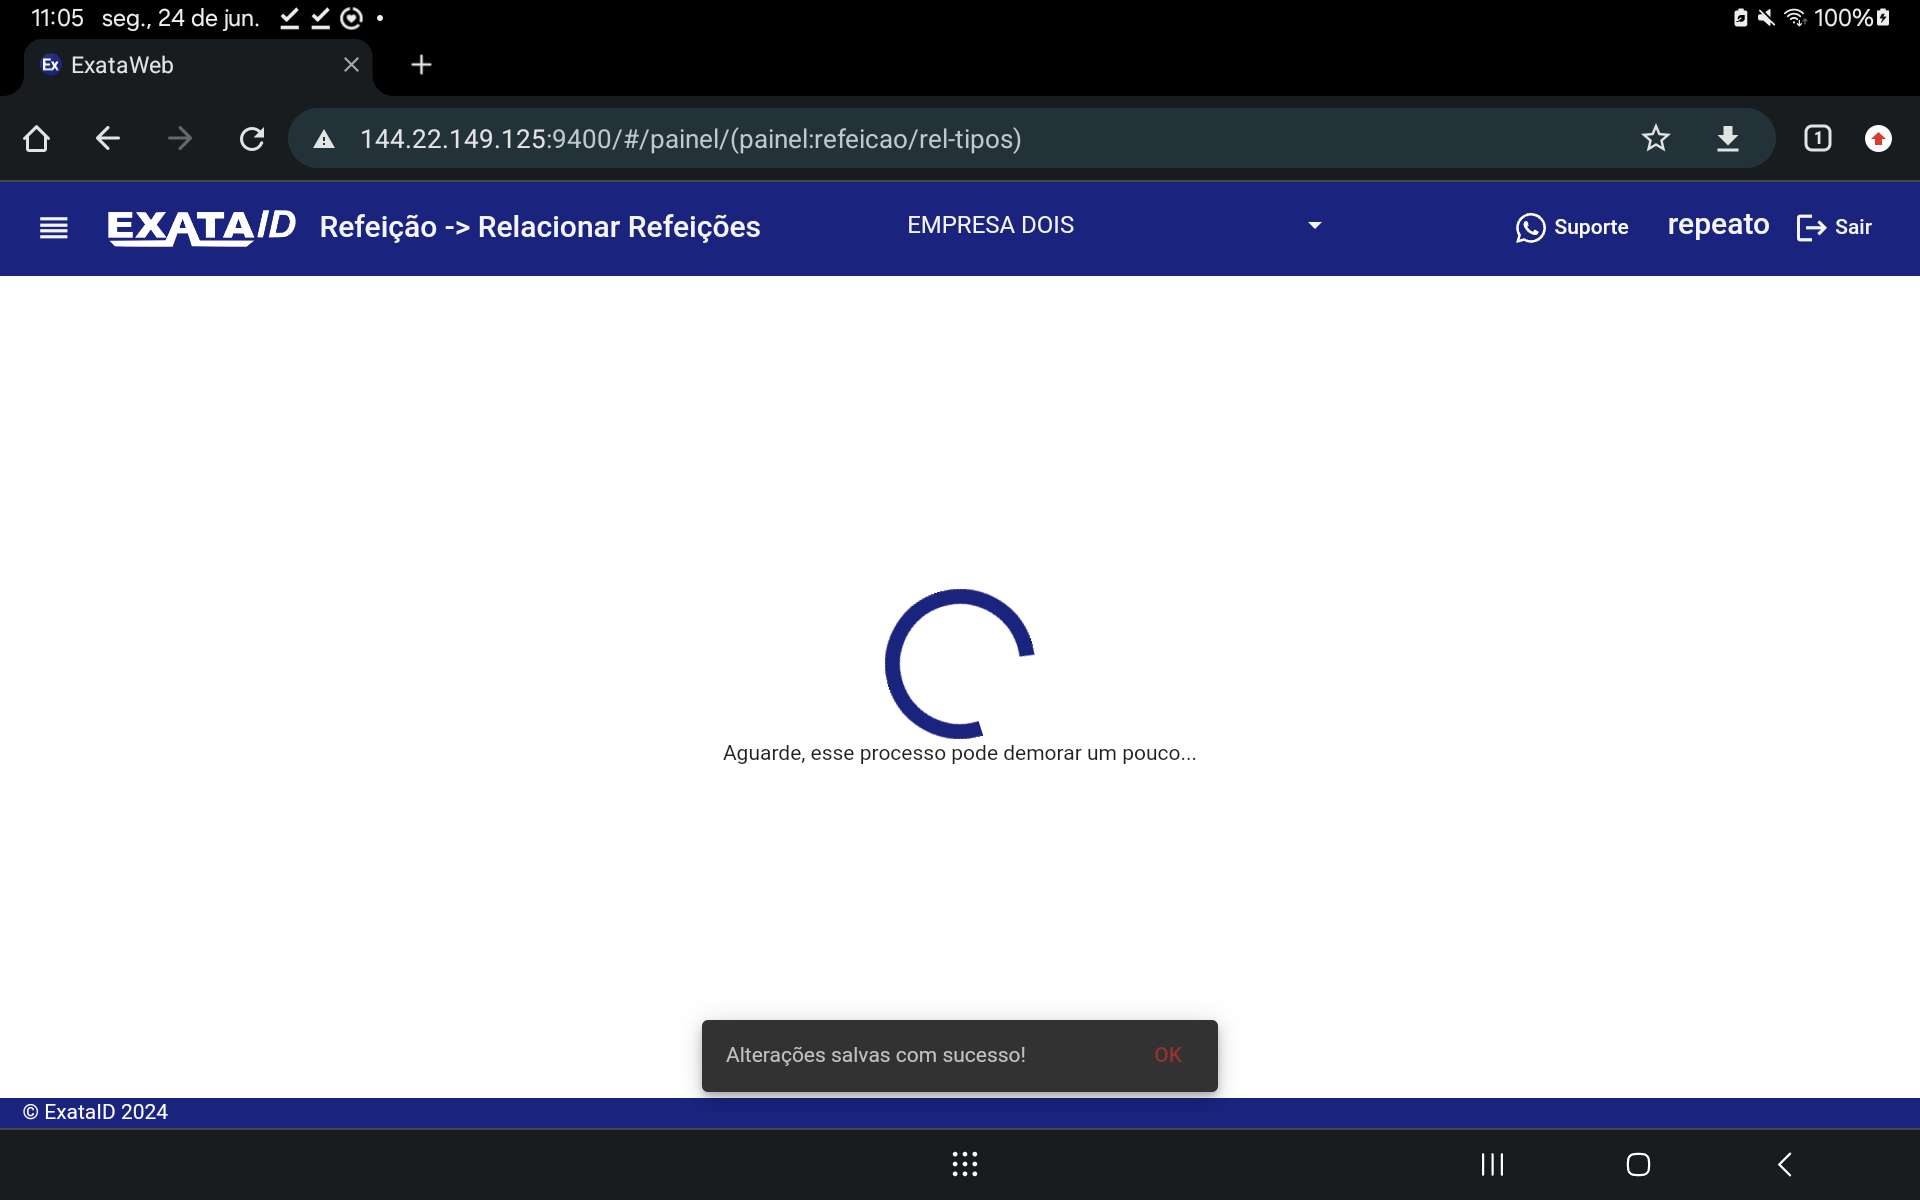 11:05 seg., 24 de jun.
100%
Ex ExataWeb
144.22.149.125:9400/#/painel/(painel:refeicao/rel-tipos)
1
EXATAID Refeição -> Relacionar Refeições EMPRESA DOIS Suporte repeato Sair
Aguarde, esse processo pode demorar um pouco...
Alterações salvas com sucesso! OK
© ExataID 2024